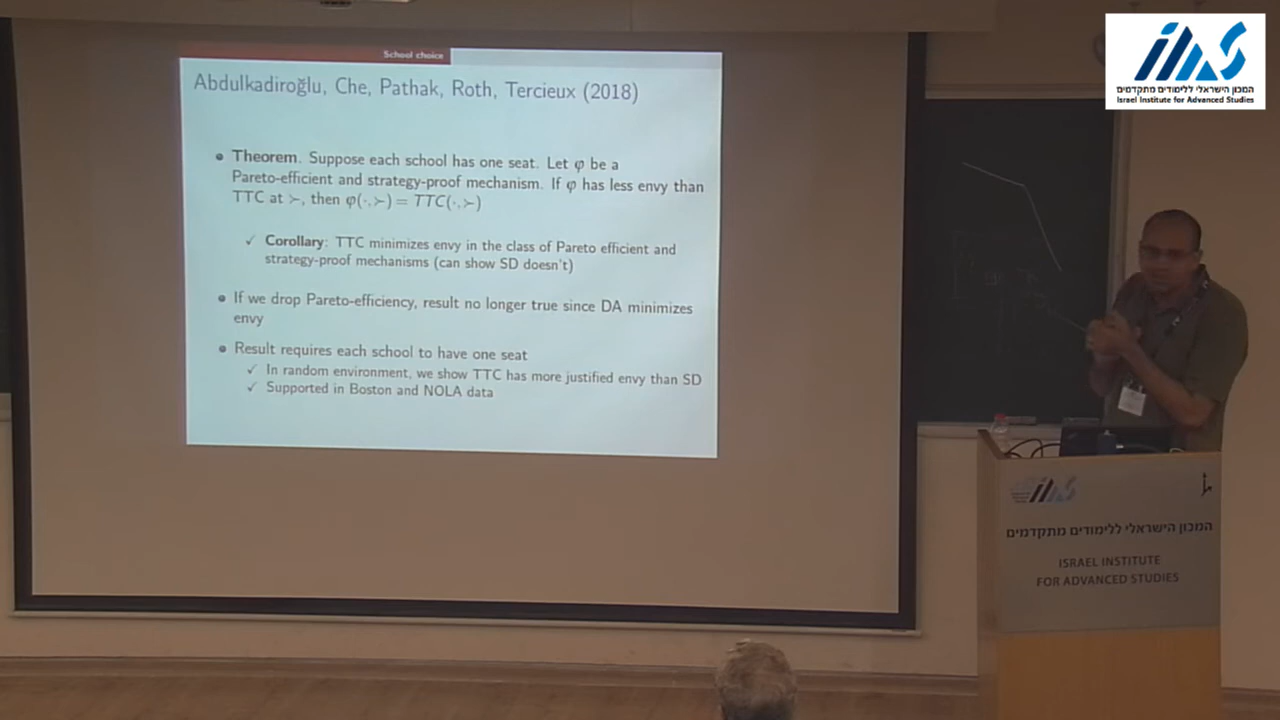 School choice
Abdulkadiroğlu, Che, Pathak, Roth, Tercieux (2018)
• Theorem. Suppose each school has one seat. Let φ be a
Pareto-efficient and strategy-proof mechanism. If φ has less envy than
TTC at ≻, then φ(·,≻) = TTC(·,≻)
✓ Corollary: TTC minimizes envy in the class of Pareto efficient and
strategy-proof mechanisms (can show SD doesn't)
• If we drop Pareto-efficiency, result no longer true since DA minimizes
envy
• Result requires each school to have one seat
✓ In random environment, we show TTC has more justified envy than SD
✓ Supported in Boston and NOLA data
המכון הישראלי ללימודים מתקדמים
Israel Institute for Advanced Studies
המכון הישראלי ללימודים מתקדמים
ISRAEL INSTITUTE
FOR ADVANCED STUDIES